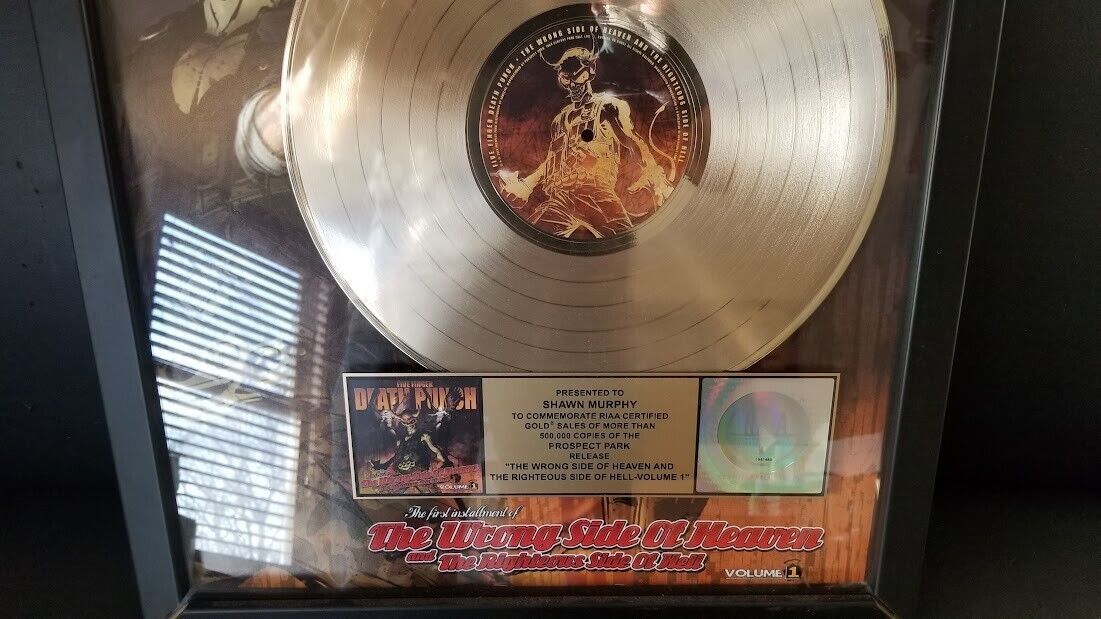 FIVE FINGER DEATH PUNCH • THE WRONG SIDE OF HEAVEN AND THE RIGHTEOUS SIDE OF HELL
FIVE FINGER
DEATH PUNCH
VOLUME 1
PRESENTED TO
SHAWN MURPHY
TO COMMEMORATE RIAA CERTIFIED
GOLD® SALES OF MORE THAN
500,000 COPIES OF THE
PROSPECT PARK
RELEASE
"THE WRONG SIDE OF HEAVEN AND
THE RIGHTEOUS SIDE OF HELL-VOLUME 1"
The first installment of
The Wrong Side Of Heaven
and The Righteous Side Of Hell
VOLUME 1